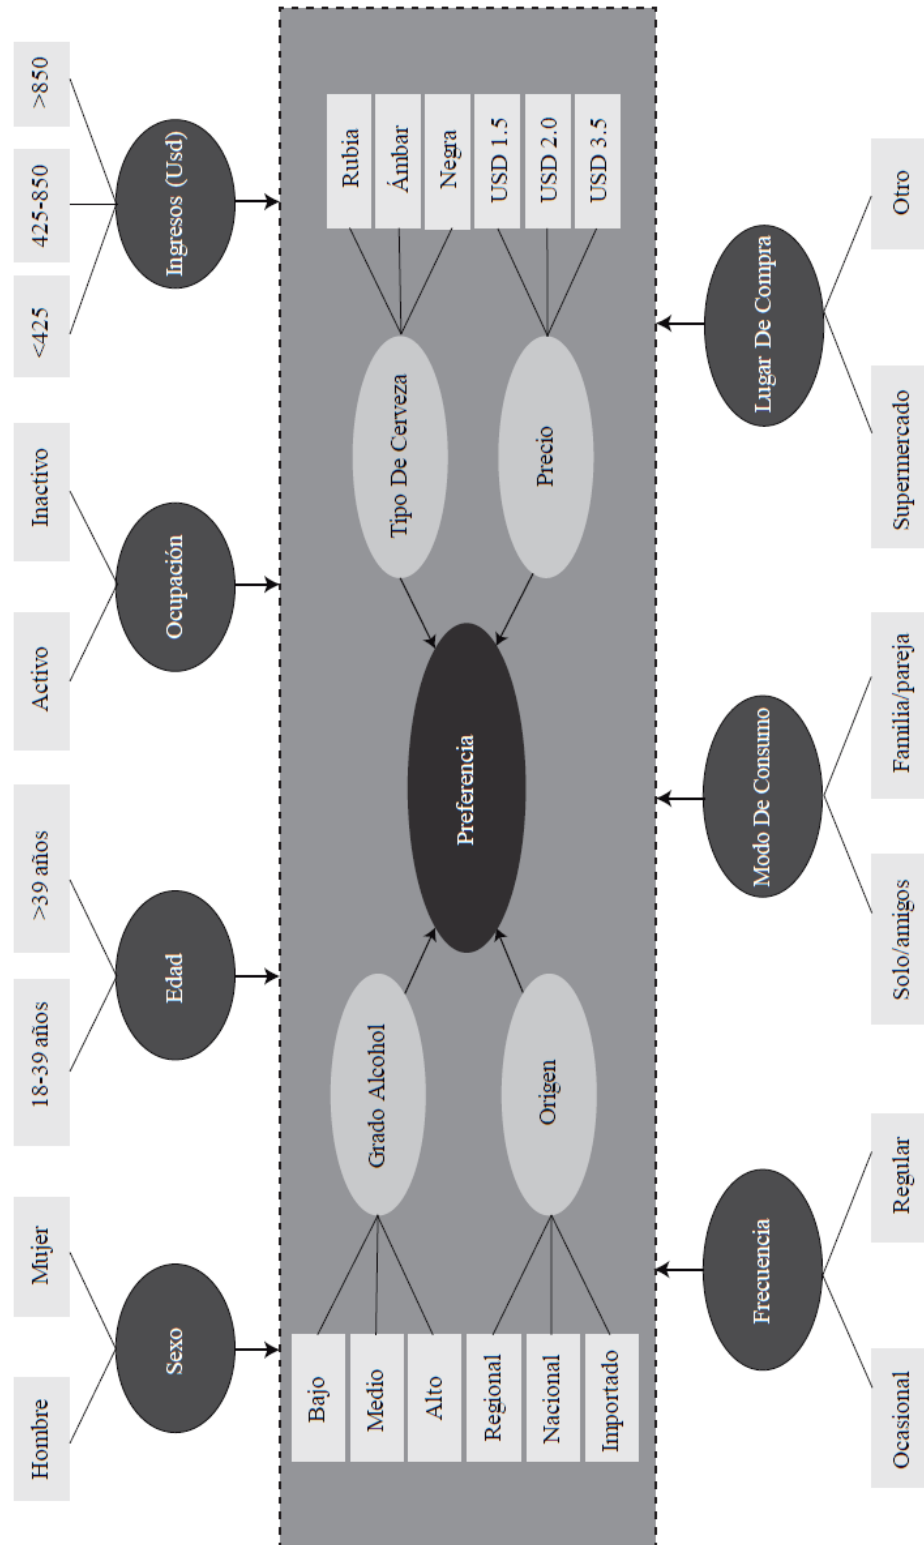 Hombre
Mujer
18-39 años
>39 años
Activo
Inactivo
<425
425-850
>850
Sexo
Edad
Ocupación
Ingresos (Usd)
Bajo
Medio
Alto
Regional
Nacional
Importado
Grado Alcohol
Origen
Preferencia
Tipo De Cerveza
Precio
Rubia
Ámbar
Negra
USD 1.5
USD 2.0
USD 3.5
Frecuencia
Modo De Consumo
Lugar De Compra
Ocasional
Regular
Solo/amigos
Familia/pareja
Supermercado
Otro